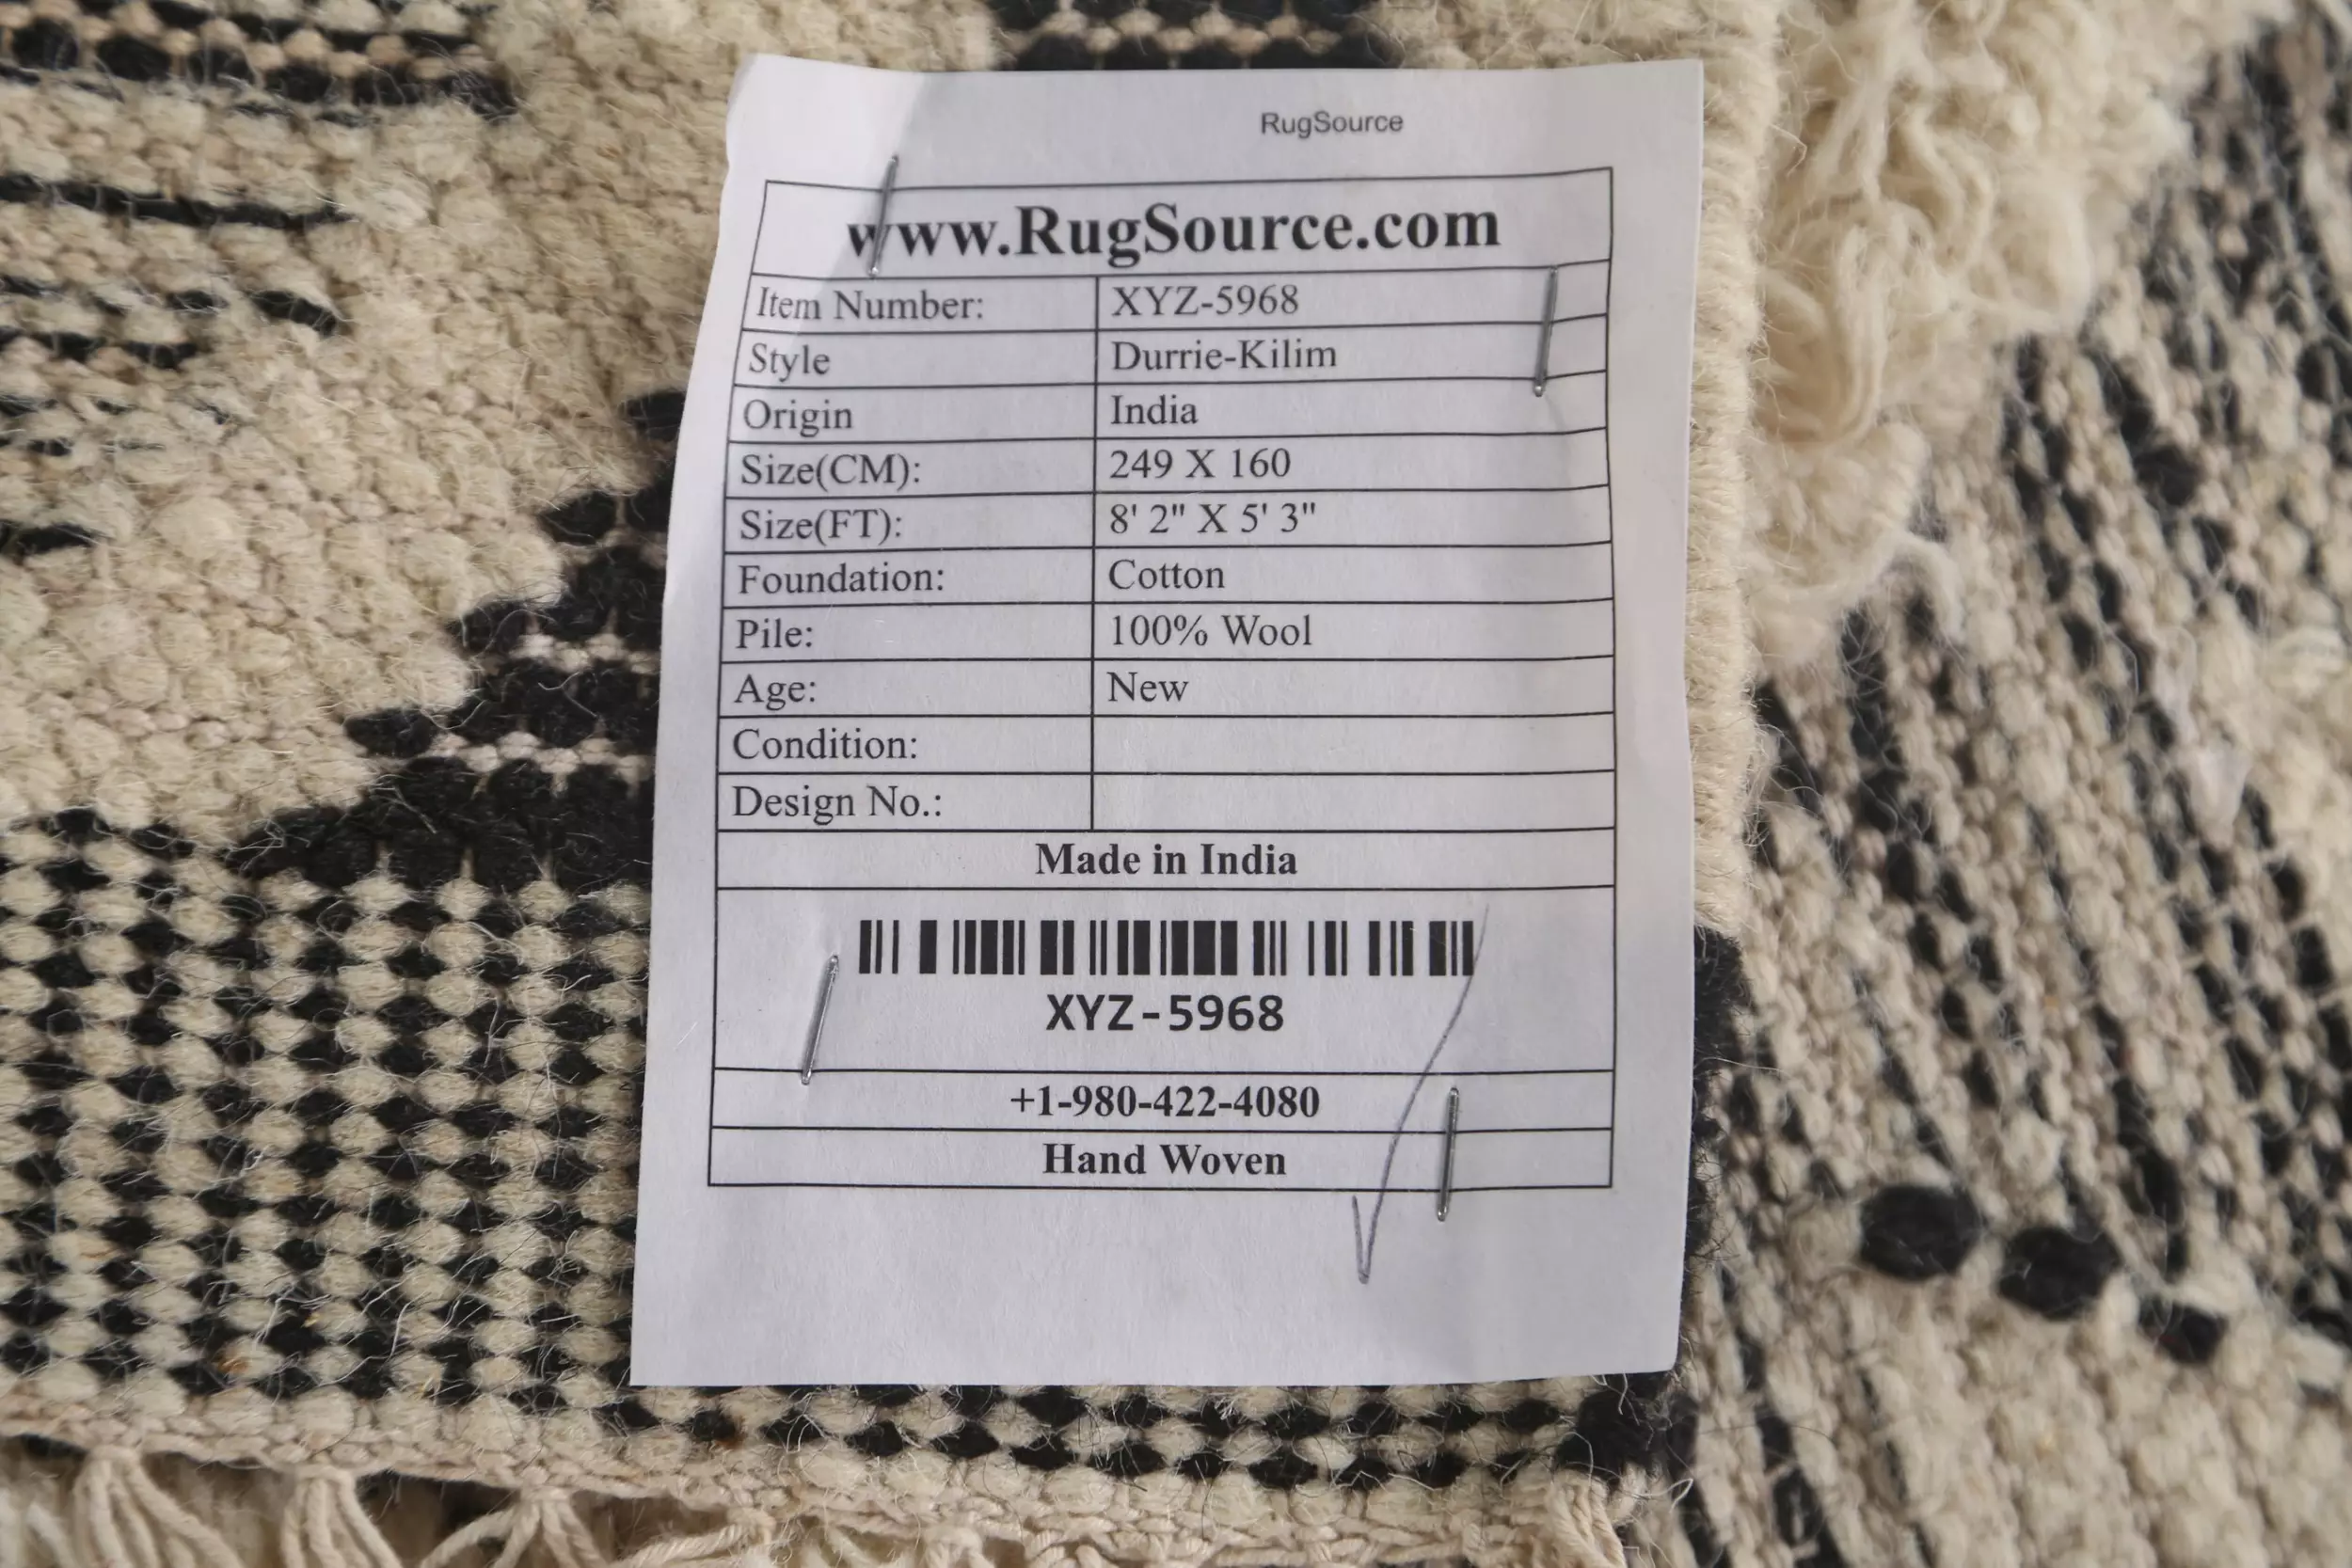 RugSource
www.RugSource.com
Item Number: XYZ-5968
Style Durrie-Kilim
Origin India
Size(CM): 249 X 160
Size(FT): 8' 2" X 5' 3"
Foundation: Cotton
Pile: 100% Wool
Age: New
Condition:
Design No.:
Made in India
XYZ-5968
+1-980-422-4080
Hand Woven